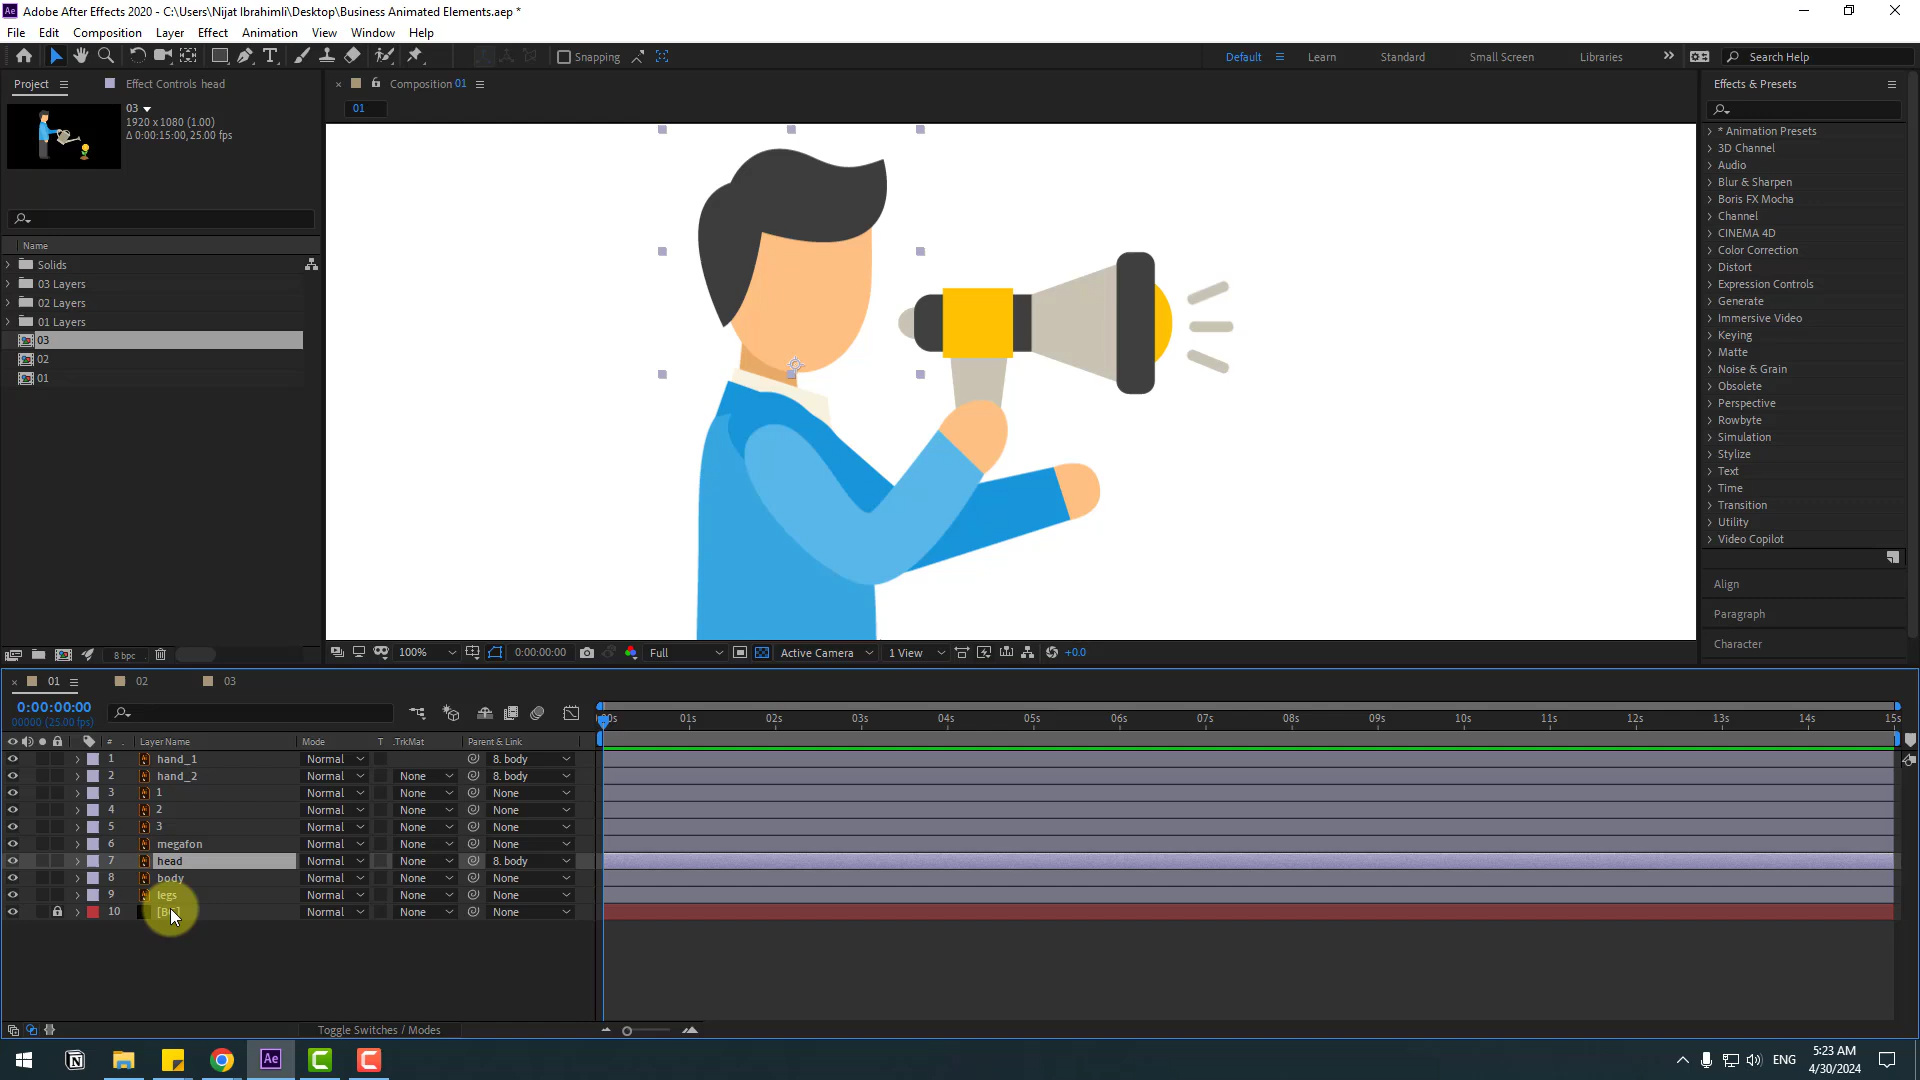 Adobe After Effects 2020 - C:\Users\Nijat Ibrahimli\Desktop\Business Animated Elements.aep *
File Edit Composition Layer Effect Animation View Window Help
Snapping
Default Learn Standard Small Screen Libraries Search Help
Project Effect Controls head
Composition 01
Effects & Presets
03
1920 x 1080 (1.00)
Δ 0:00:15:00, 25.00 fps
01
Name
Solids
03 Layers
02 Layers
01 Layers
03
02
01
* Animation Presets
3D Channel
Audio
Blur & Sharpen
Boris FX Mocha
Channel
CINEMA 4D
Color Correction
Distort
Expression Controls
Generate
Immersive Video
Keying
Matte
Noise & Grain
Obsolete
Perspective
Rowbyte
Simulation
Stylize
Text
Time
Transition
Utility
Video Copilot
Align
Paragraph
Character
8 bpc
100% 0:00:00:00 Full Active Camera 1 View +0.0
01 02 03
0:00:00:00
00000 (25.00 fps)
00s 01s 02s 03s 04s 05s 06s 07s 08s 09s 10s 11s 12s 13s 14s 15s
# Layer Name Mode T .TrkMat Parent & Link
1 hand_1 Normal 8. body
2 hand_2 Normal None 8. body
3 1 Normal None None
4 2 Normal None None
5 3 Normal None None
6 megafon Normal None None
7 head Normal None 8. body
8 body Normal None None
9 legs Normal None None
10 Normal None None
Toggle Switches / Modes
Ae
ENG
5:23 AM
4/30/2024